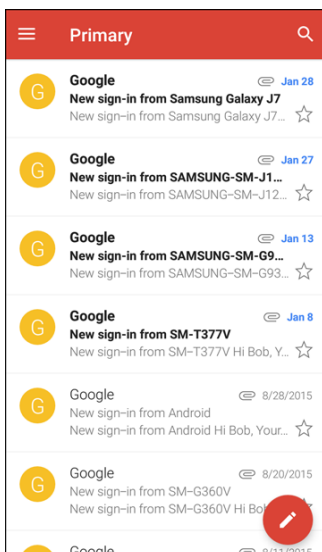 Primary
G
Google
Jan 28
New sign-in from Samsung Galaxy J7
New sign-in from Samsung Galaxy J7...
G
Google
Jan 27
New sign-in from SAMSUNG-SM-J1...
New sign-in from SAMSUNG-SM-J12...
G
Google
Jan 13
New sign-in from SAMSUNG-SM-G9...
New sign-in from SAMSUNG-SM-G93...
G
Google
Jan 8
New sign-in from SM-T377V
New sign-in from SM-T377V Hi Bob, Y...
G
Google
8/28/2015
New sign-in from Android
New sign-in from Android Hi Bob, Your...
G
Google
8/20/2015
New sign-in from SM-G360V
New sign-in from SM-G360V Hi Bo
Google
8/11/2015